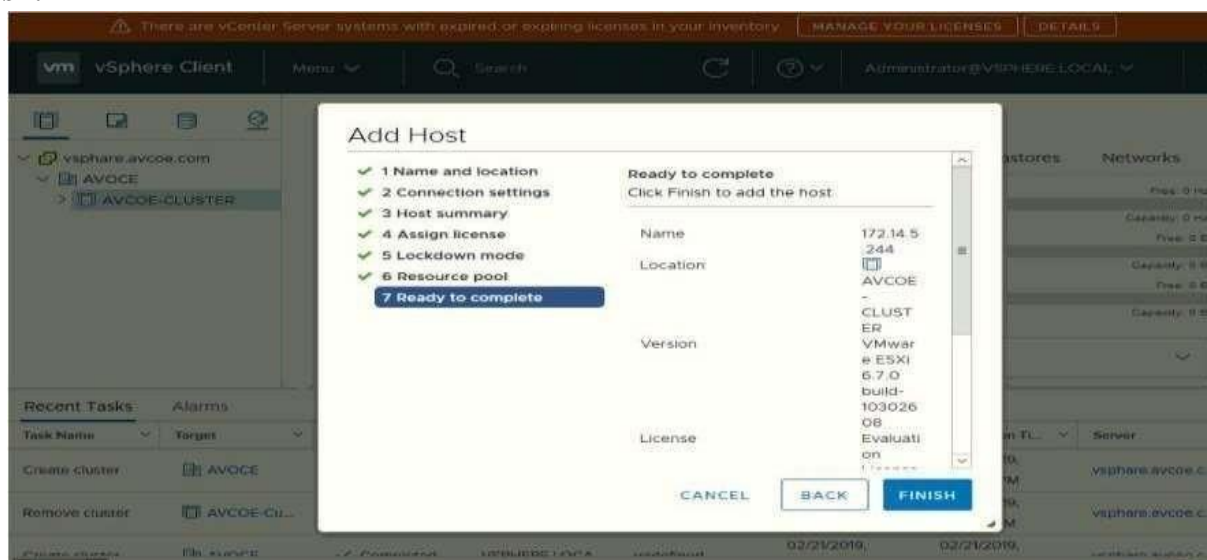 There are vCenter Server systems with expired or expiring licenses in your inventory MANAGE YOUR LICENSES DETAILS
vm vSphere Client Menu Search Administrator@VSPHERE.LOCAL
Add Host
vsphare.avcoe.com
AVOCE
AVCOE-CLUSTER
1 Name and location
2 Connection settings
3 Host summary
4 Assign license
5 Lockdown mode
6 Resource pool
7 Ready to complete
Ready to complete
Click Finish to add the host
Name 172.14.5
.244
Location
AVCOE
-
CLUST
ER
Version VMwar
e ESXi
6.7.0
build-
103026
08
License Evaluati
on
CANCEL BACK FINISH
astores Networks
Capacity: 0
Recent Tasks Alarms
Task Name Target Server
Create cluster AVOCE vsphare.avcoe.c
Remove cluster AVCOE-Cu... vsphare.avcoe.c
02/21/2019, 02/21/2019,